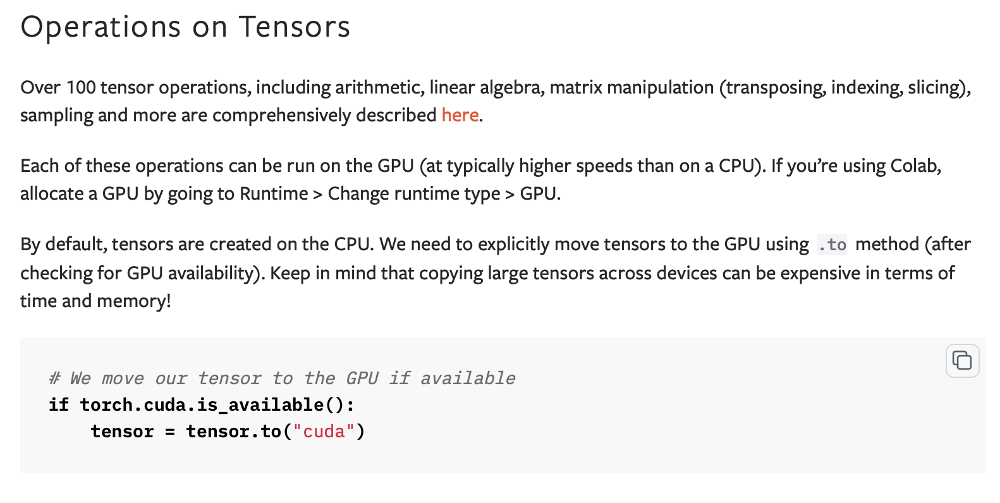 Operations on Tensors
Over 100 tensor operations, including arithmetic, linear algebra, matrix manipulation (transposing, indexing, slicing),
sampling and more are comprehensively described here.
Each of these operations can be run on the GPU (at typically higher speeds than on a CPU). If you’re using Colab,
allocate a GPU by going to Runtime > Change runtime type > GPU.
By default, tensors are created on the CPU. We need to explicitly move tensors to the GPU using .to method (after
checking for GPU availability). Keep in mind that copying large tensors across devices can be expensive in terms of
time and memory!
# We move our tensor to the GPU if available
if torch.cuda.is_available():
    tensor = tensor.to("cuda")